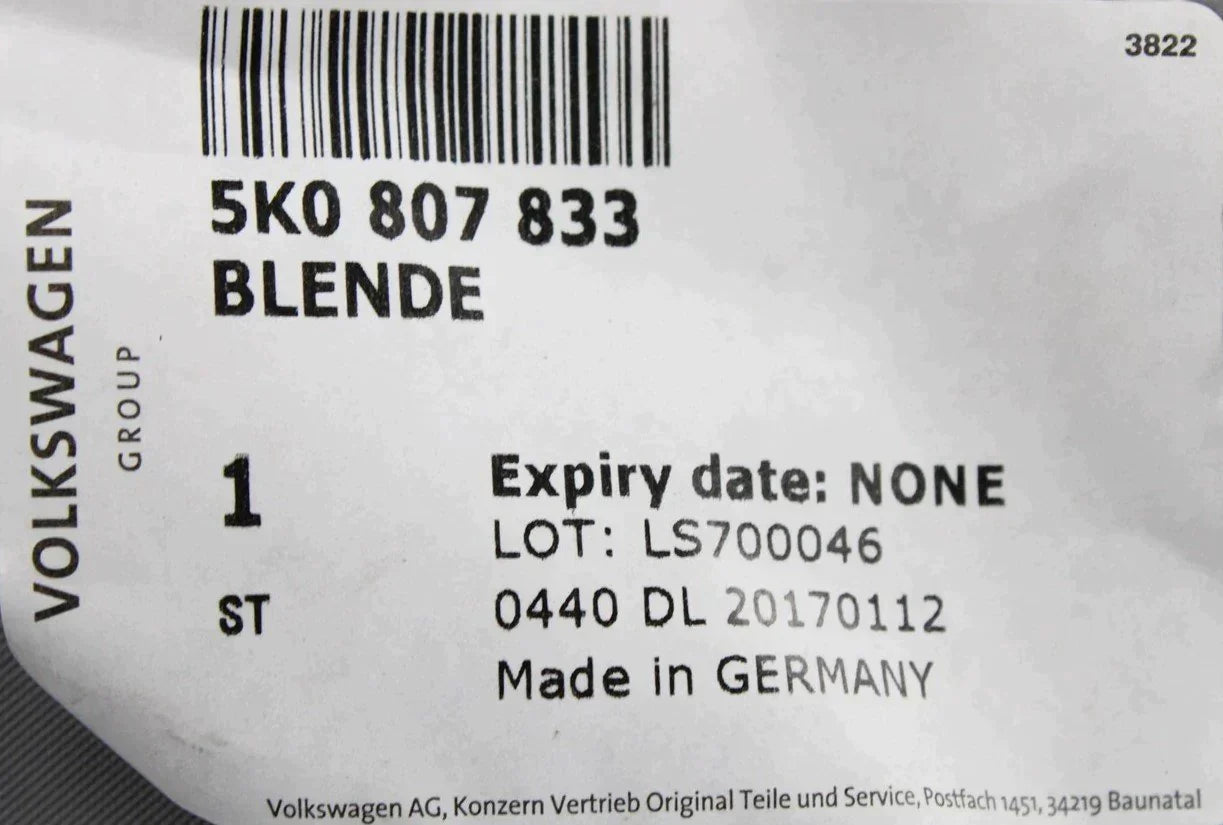 3822
5K0 807 833
BLENDE
VOLKSWAGEN
GROUP
1
ST
Expiry date: NONE
LOT: LS700046
0440 DL 20170112
Made in GERMANY
Volkswagen AG, Konzern Vertrieb Original Teile und Service, Postfach 1451, 34219 Baunatal